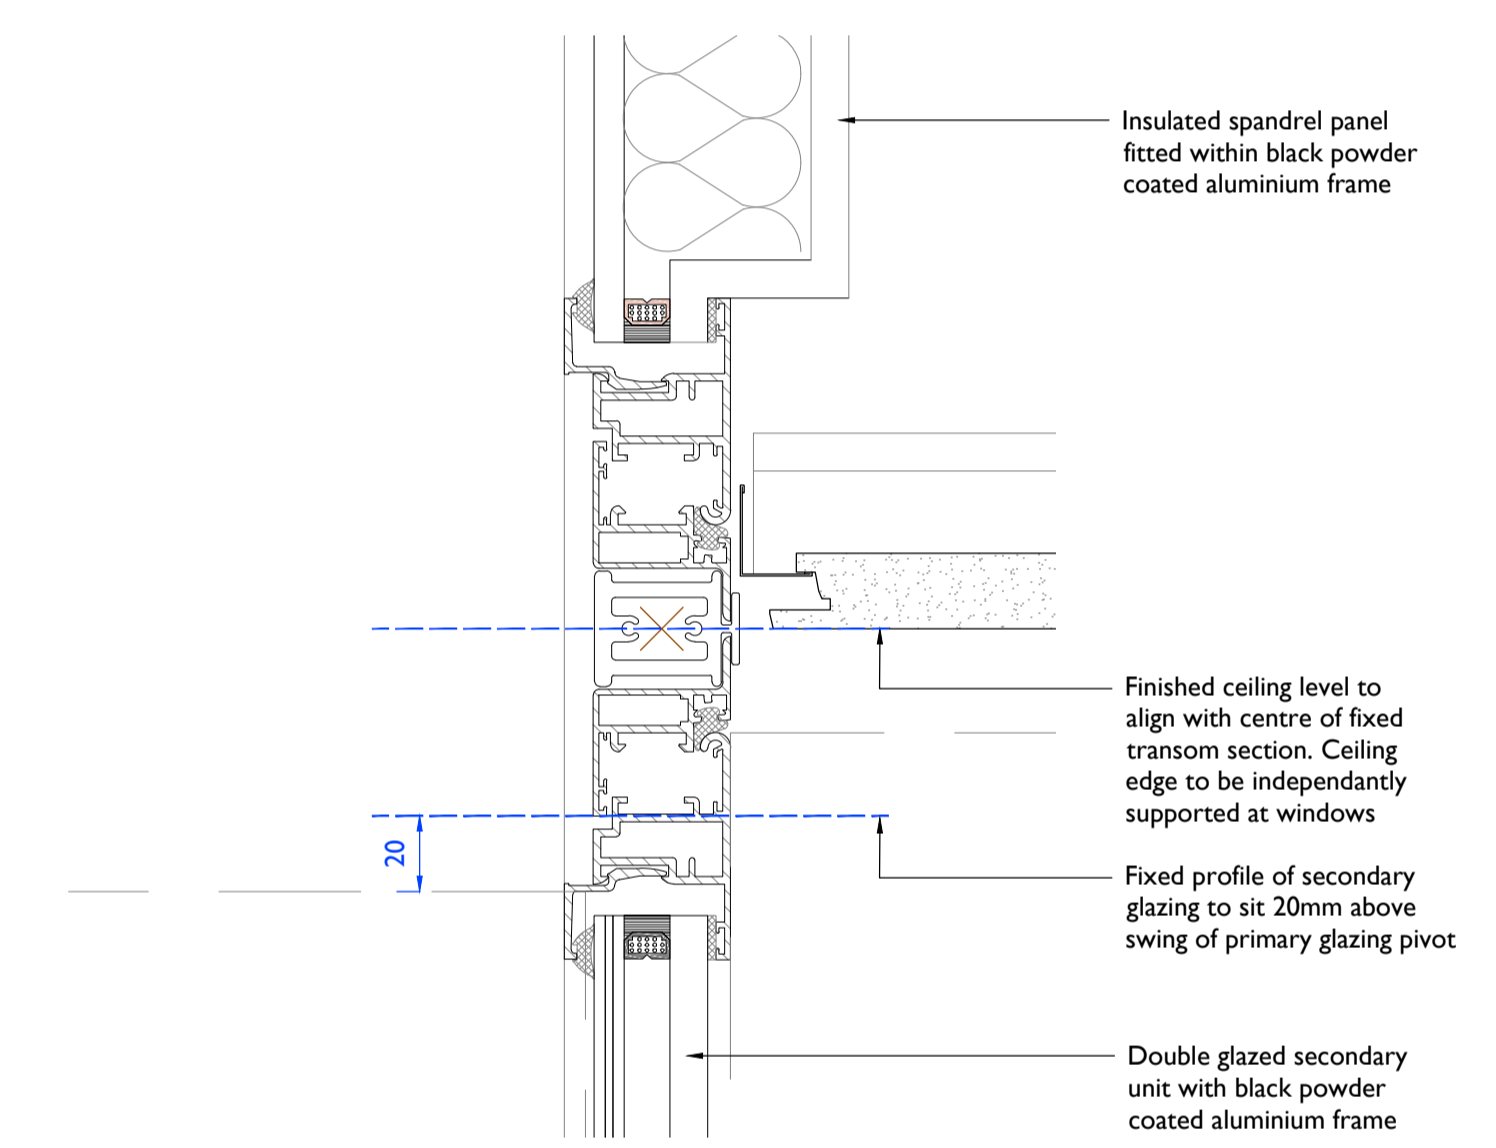 Insulated spandrel panel
fitted within black powder
coated aluminium frame
Finished ceiling level to
align with centre of fixed
transom section. Ceiling
edge to be independantly
supported at windows
20
Fixed profile of secondary
glazing to sit 20mm above
swing of primary glazing pivot
Double glazed secondary
unit with black powder
coated aluminium frame